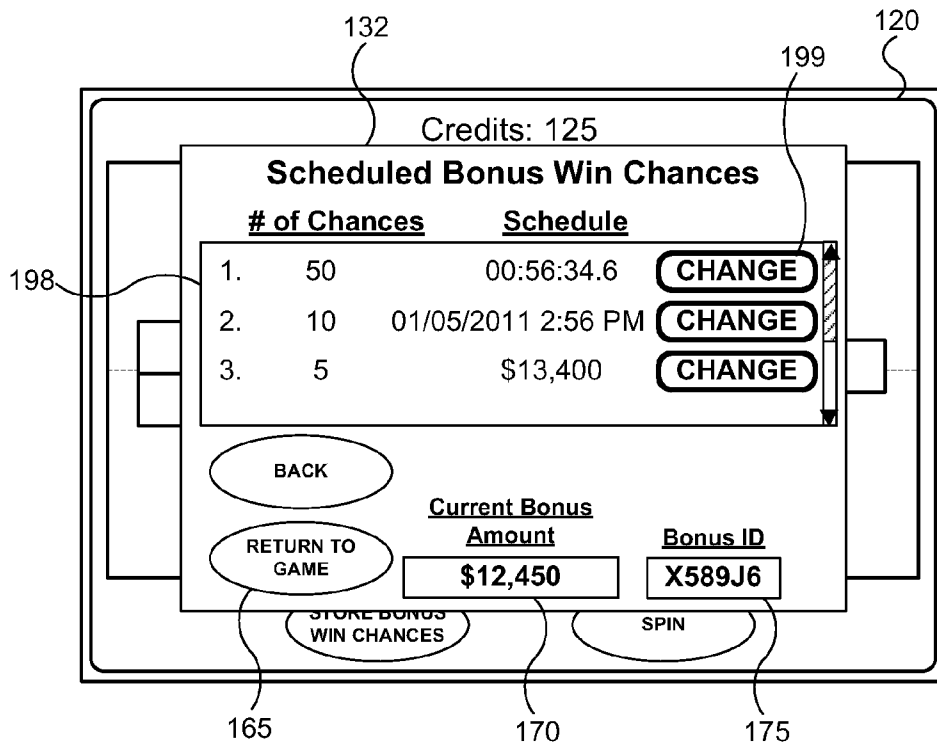 132
120
199
Credits: 125
Scheduled Bonus Win Chances
# of Chances Schedule
198
1. 50 00:56:34.6 CHANGE
2. 10 01/05/2011 2:56 PM CHANGE
3. 5 $13,400 CHANGE
BACK
Current Bonus
Amount
Bonus ID
RETURN TO
GAME
$12,450
X589J6
STORE BONUS
WIN CHANCES
SPIN
165
170
175